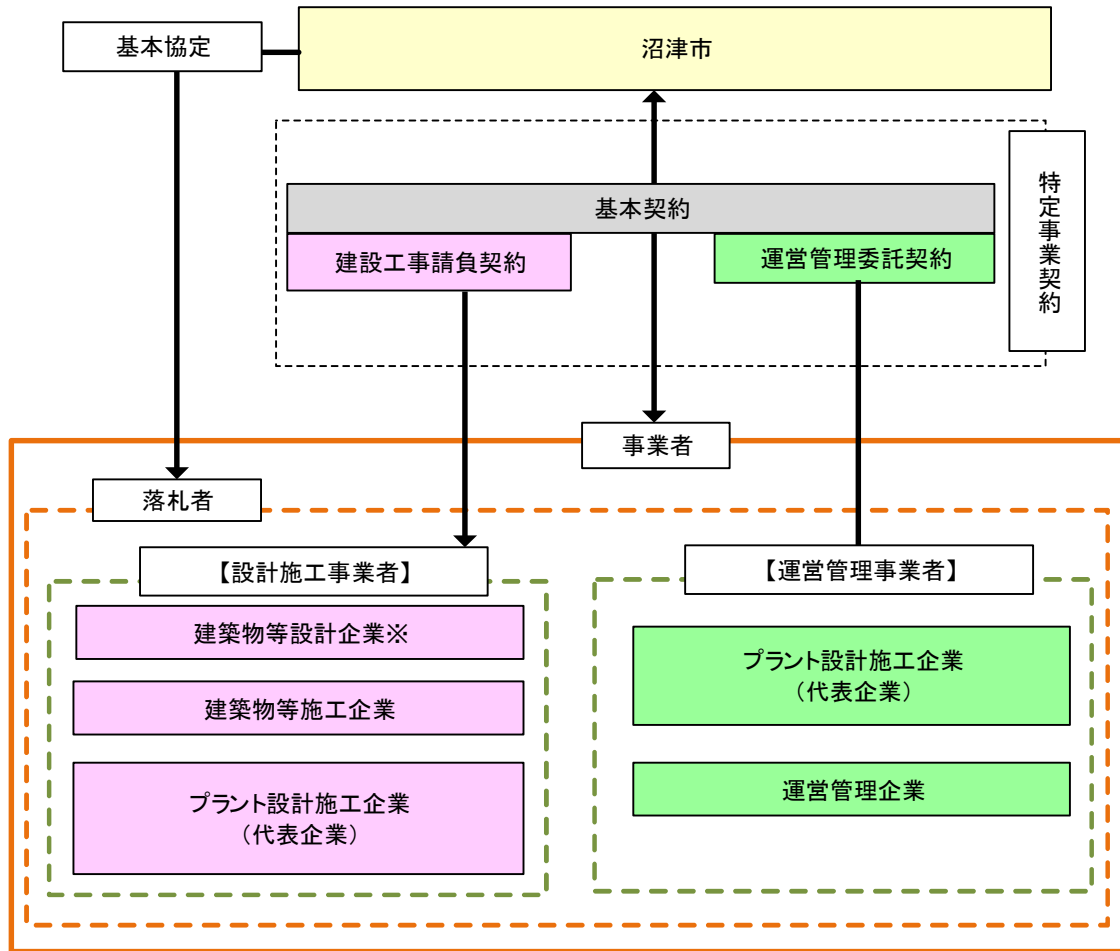 基本協定
沼津市
特定事業契約
基本契約
建設工事請負契約
運営管理委託契約
事業者
落札者
【設計施工事業者】
【運営管理事業者】
建築物等設計企業※
建築物等施工企業
プラント設計施工企業
（代表企業）
プラント設計施工企業
（代表企業）
運営管理企業